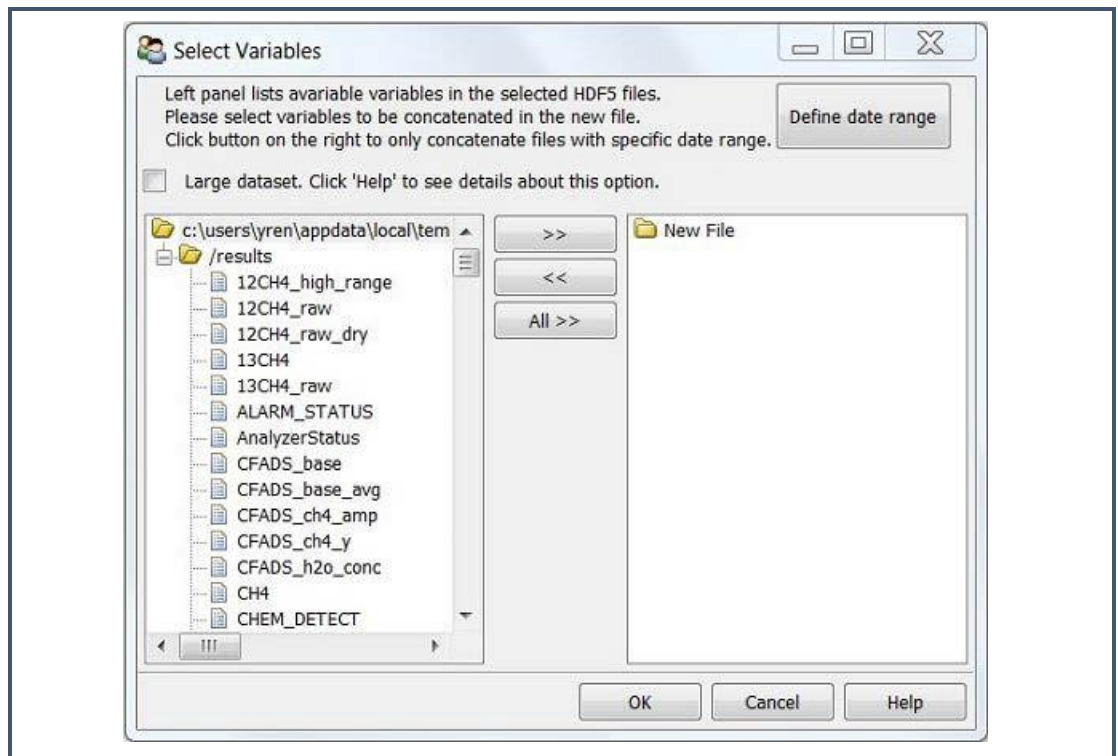 Select Variables
Left panel lists avariable variables in the selected HDF5 files.
Please select variables to be concatenated in the new file.
Click button on the right to only concatenate files with specific date range.
Define date range
Large dataset. Click 'Help' to see details about this option.
c:\users\yren\appdata\local\tem
/results
12CH4_high_range
12CH4_raw
12CH4_raw_dry
13CH4
13CH4_raw
ALARM_STATUS
AnalyzerStatus
CFADS_base
CFADS_base_avg
CFADS_ch4_amp
CFADS_ch4_y
CFADS_h2o_conc
CH4
CHEM_DETECT
>>
<<
All >>
New File
OK
Cancel
Help